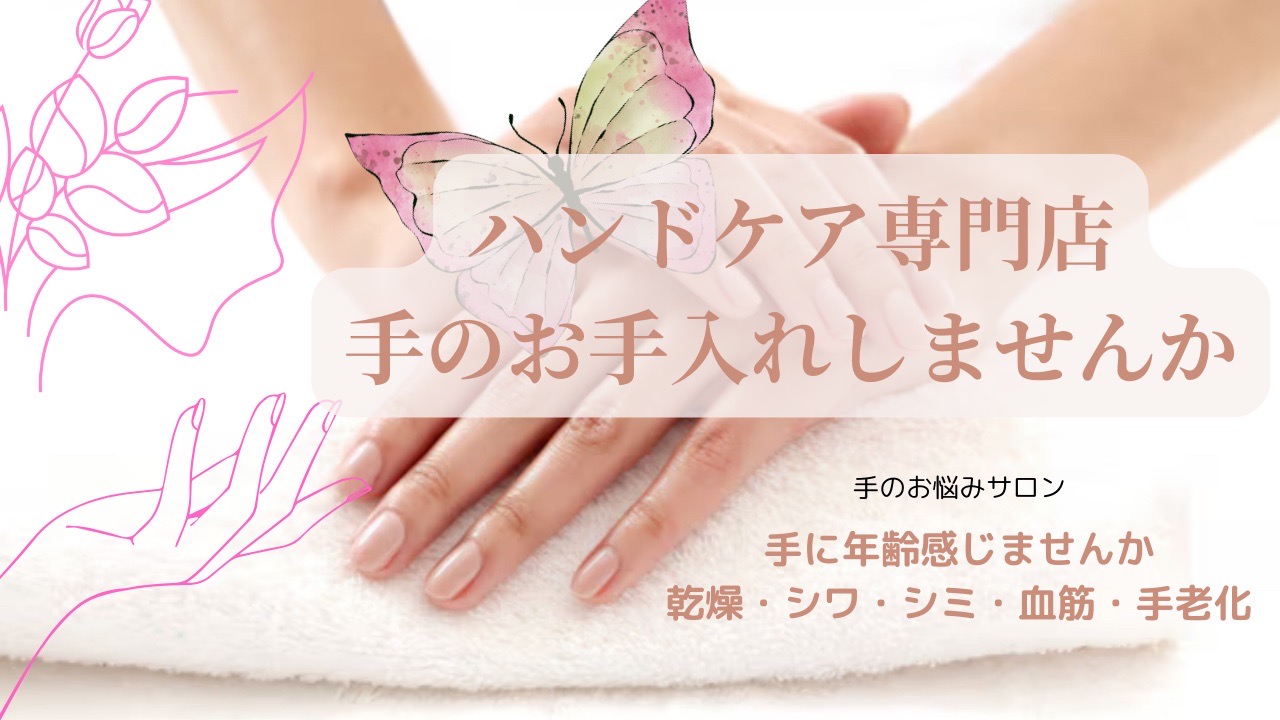 ハンドケア専門店
手のお手入れしませんか
手のお悩みサロン
手に年齢感じませんか
乾燥・シワ・シミ・血筋・手老化